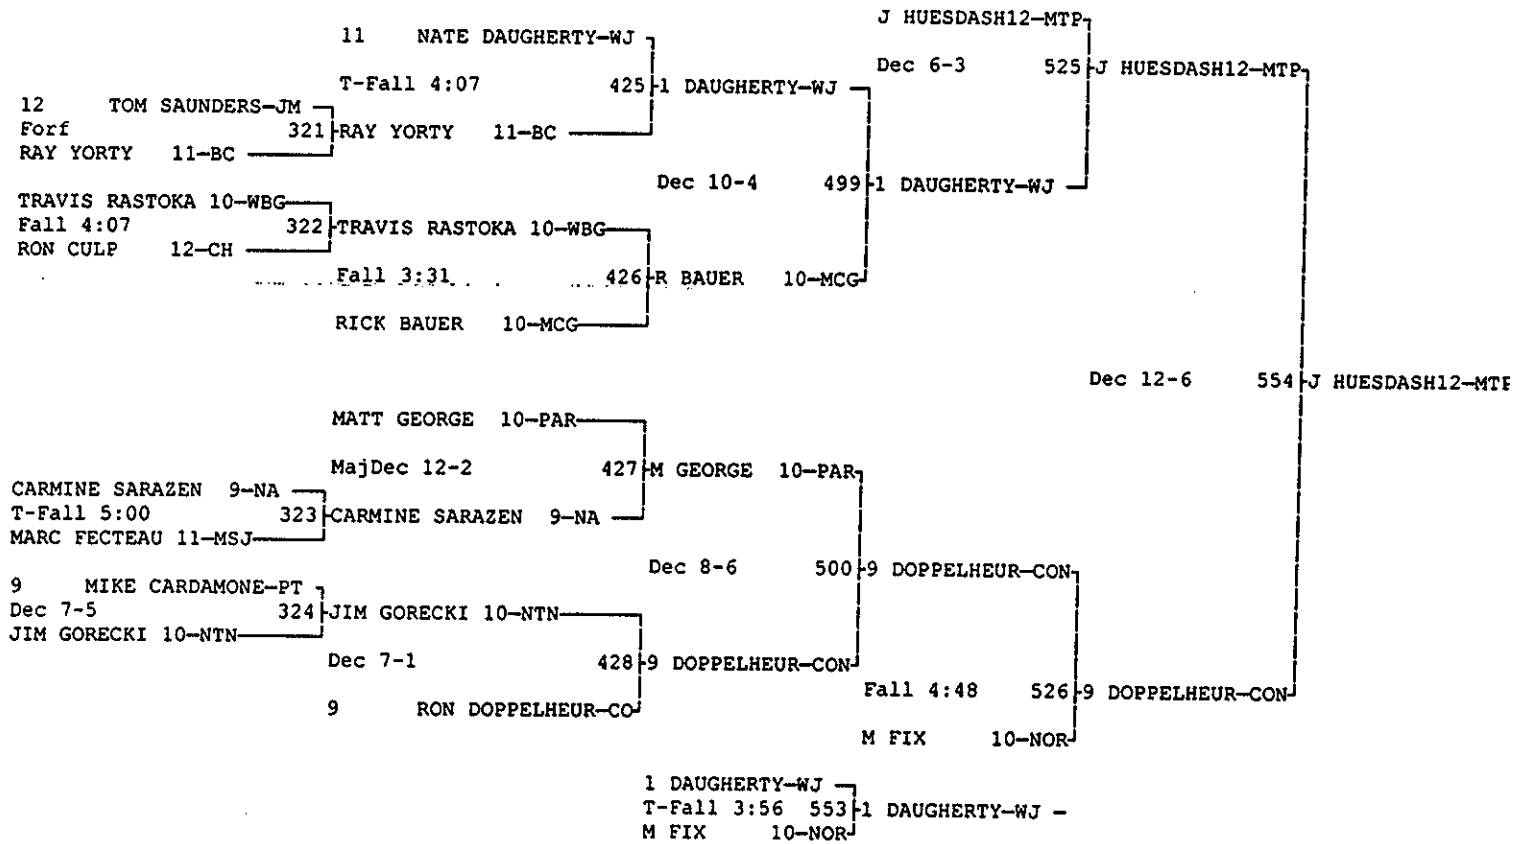 J HUESDASH12-MTP
11 NATE DAUGHERTY-WJ
Dec 6-3 525 J HUESDASH12-MTP
T-Fall 4:07 425 1 DAUGHERTY-WJ
12 TOM SAUNDERS-JM
Forf 321 RAY YORTY 11-BC
RAY YORTY 11-BC
Dec 10-4 499 1 DAUGHERTY-WJ
TRAVIS RASTOKA 10-WBG
Fall 4:07 322 TRAVIS RASTOKA 10-WBG
RON CULP 12-CH
Fall 3:31 426 R BAUER 10-MCG
RICK BAUER 10-MCG
Dec 12-6 554 J HUESDASH12-MTP
MATT GEORGE 10-PAR
MajDec 12-2 427 M GEORGE 10-PAR
CARMINE SARAZEN 9-NA
T-Fall 5:00 323 CARMINE SARAZEN 9-NA
MARC FECTEAU 11-MSJ
Dec 8-6 500 9 DOPPELHEUR-CON
9 MIKE CARDAMONE-PT
Dec 7-5 324 JIM GORECKI 10-NTN
JIM GORECKI 10-NTN
Dec 7-1 428 9 DOPPELHEUR-CON
Fall 4:48 526 9 DOPPELHEUR-CON
9 RON DOPPELHEUR-CO
M FIX 10-NOR
1 DAUGHERTY-WJ
T-Fall 3:56 553 1 DAUGHERTY-WJ -
M FIX 10-NOR